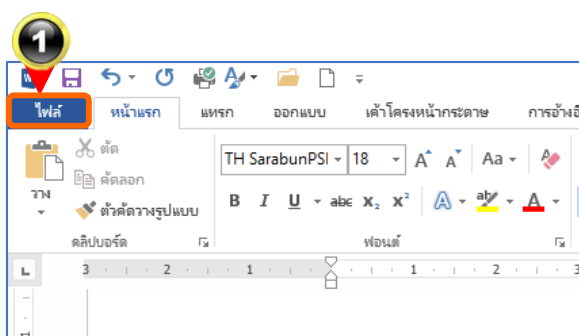 1
ไฟล์ หน้าแรก แทรก ออกแบบ เค้าโครงหน้ากระดาษ การอ้างอิ
ตัด
TH SarabunPSI 18 A A Aa
คัดลอก
วาง
ตัวคัดวางรูปแบบ
B I U abc x₂ x² A aby A
คลิปบอร์ด ฟอนต์
L 3 2 1 1 2 3